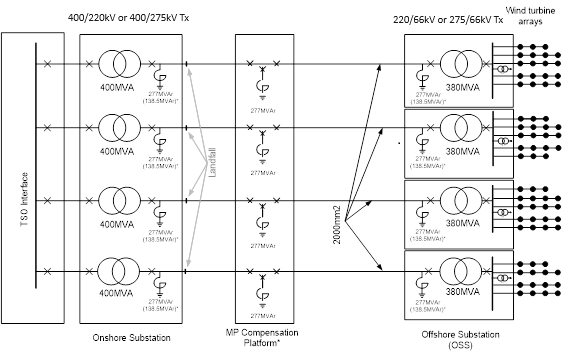 400/220kV or 400/275kV Tx
220/66kV or 275/66kV Tx
Wind turbine
arrays
TSO Interface
400MVA
277MVAr
(138.5MVAr)*
277MVAr
277MVAr
(138.5MVAr)*
380MVA
400MVA
277MVAr
(138.5MVAr)*
277MVAr
277MVAr
(138.5MVAr)*
380MVA
Landfall
2000mm2
400MVA
277MVAr
(138.5MVAr)*
277MVAr
277MVAr
(138.5MVAr)*
380MVA
400MVA
277MVAr
(138.5MVAr)*
277MVAr
277MVAr
(138.5MVAr)*
380MVA
Onshore Substation
MP Compensation
Platform*
Offshore Substation
(OSS)